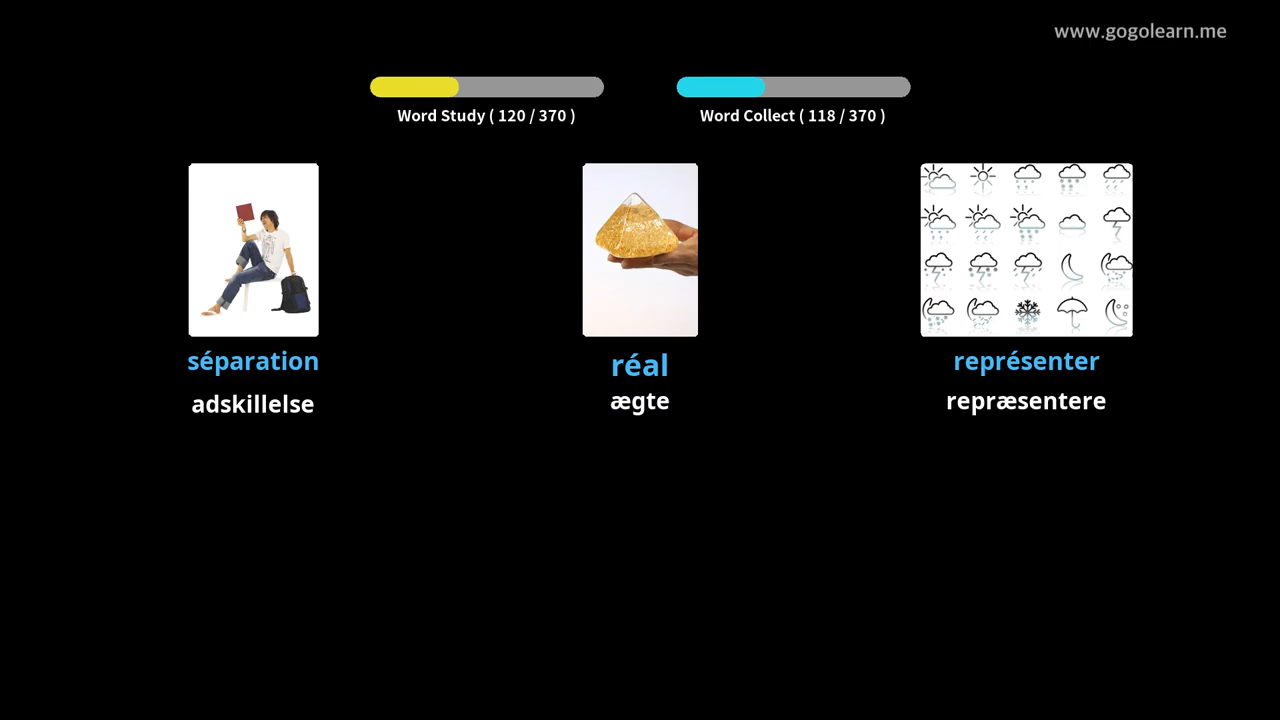 www.gogolearn.me
Word Study ( 120 / 370 )
Word Collect ( 118 / 370 )
séparation
réal
représenter
adskillelse
ægte
repræsentere